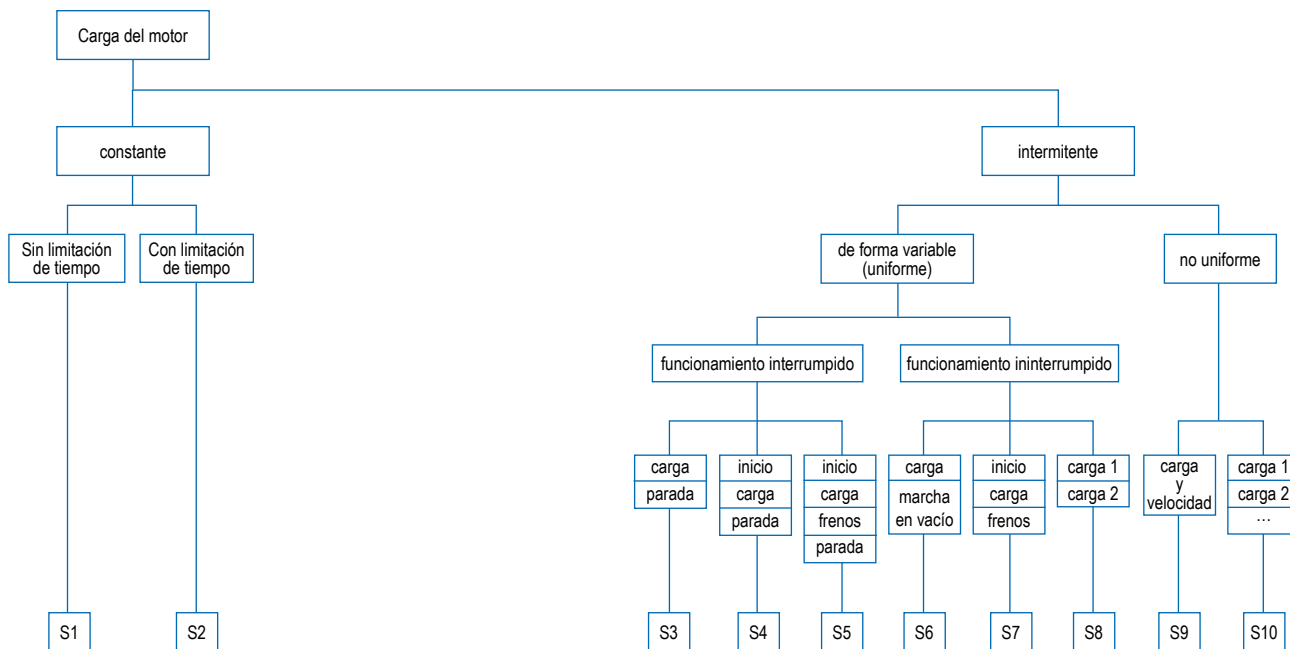 Carga del motor
constante
intermitente
Sin limitación
de tiempo
Con limitación
de tiempo
de forma variable
(uniforme)
no uniforme
funcionamiento interrumpido
funcionamiento ininterrumpido
carga
parada
inicio
carga
parada
inicio
carga
frenos
parada
carga
marcha
en vacío
inicio
carga
frenos
carga 1
carga 2
carga
y
velocidad
carga 1
carga 2
...
S1
S2
S3
S4
S5
S6
S7
S8
S9
S10